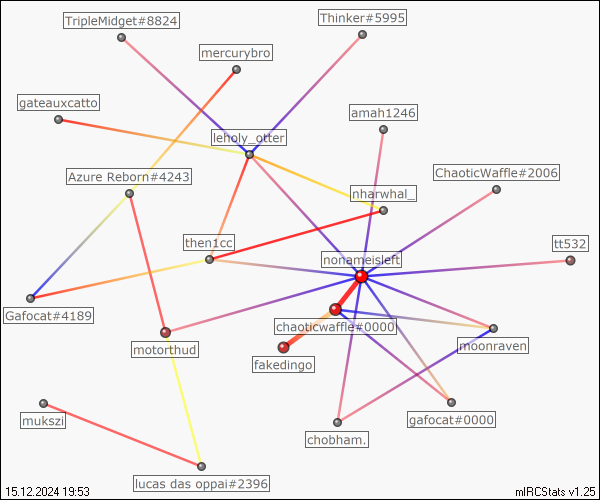 TripleMidget#8824
Thinker#5995
mercurybro
gateauxcatto
amah1246
leholy_otter
Azure Reborn#4243
ChaoticWaffle#2006
nharwhal_
then1cc
tt532
nonameisleft
Gafocat#4189
chaoticwaffle#0000
motorthud
moonraven
fakedingo
mukszi
gafocat#0000
chobham.
lucas das oppai#2396
15.12.2024 19:53
mIRCStats v1.25